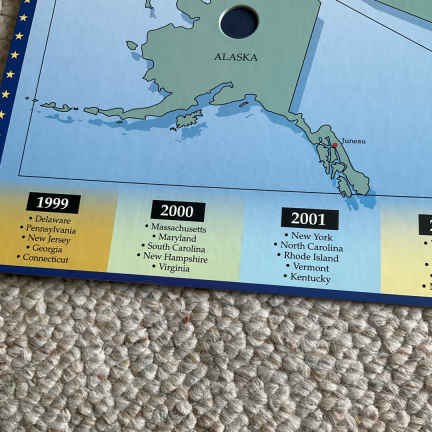 ALASKA
Juneau
1999
• Delaware
• Pennsylvania
• New Jersey
• Georgia
• Connecticut
2000
• Massachusetts
• Maryland
• South Carolina
• New Hampshire
• Virginia
2001
• New York
• North Carolina
• Rhode Island
• Vermont
• Kentucky